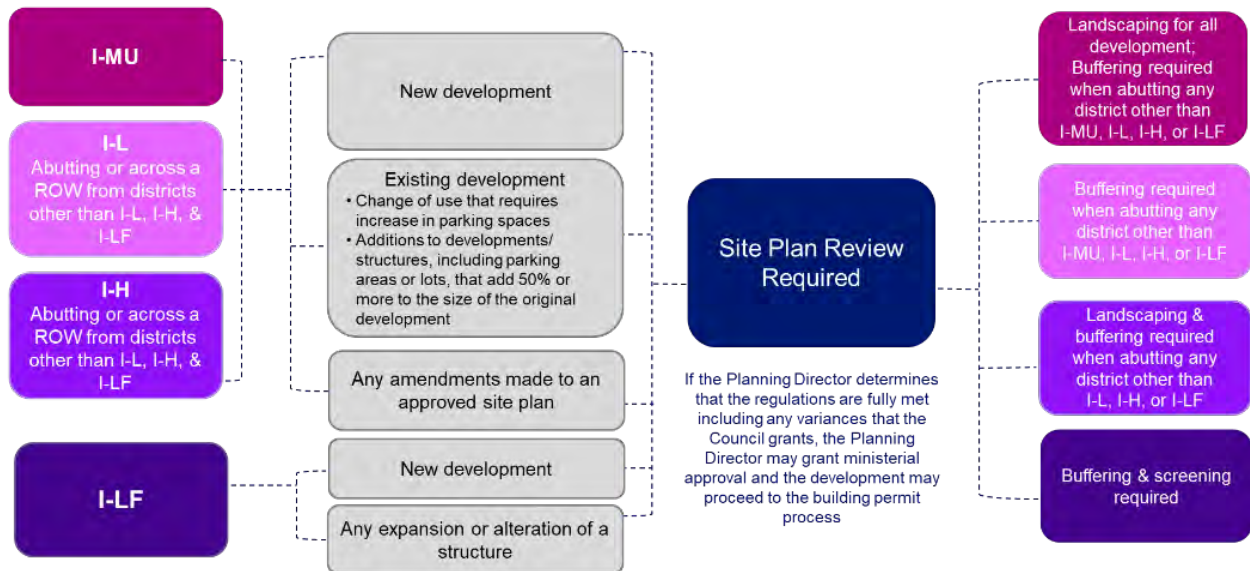 I-MU
I-L
Abutting or across a
ROW from districts
other than I-L, I-H, &
I-LF
I-H
Abutting or across a
ROW from districts
other than I-L, I-H, &
I-LF
I-LF
New development
Existing development
• Change of use that requires
increase in parking spaces
• Additions to developments/
structures, including parking
areas or lots, that add 50% or
more to the size of the original
development
Any amendments made to an
approved site plan
New development
Any expansion or alteration of a
structure
Site Plan Review
Required
If the Planning Director determines
that the regulations are fully met
including any variances that the
Council grants, the Planning
Director may grant ministerial
approval and the development may
proceed to the building permit
process
Landscaping for all
development;
Buffering required
when abutting any
district other than
I-MU, I-L, I-H, or I-LF
Buffering required
when abutting any
district other than
I-MU, I-L, I-H, or I-LF
Landscaping &
buffering required
when abutting any
district other than
I-L, I-H, or I-LF
Buffering & screening
required